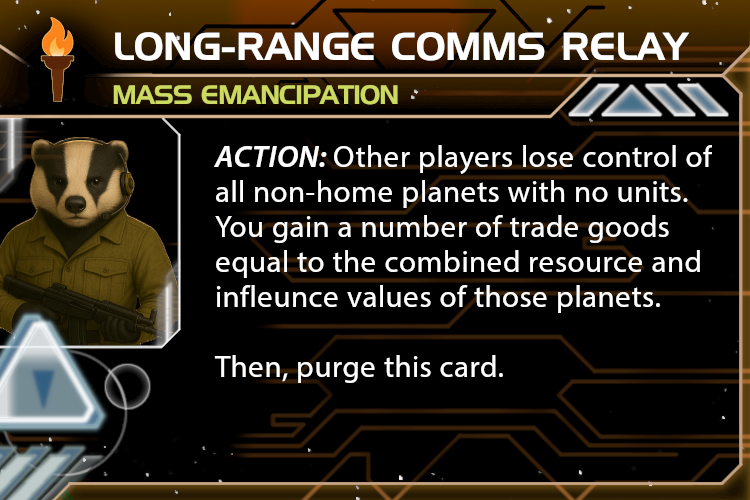 LONG-RANGE COMMS RELAY
MASS EMANCIPATION
ACTION: Other players lose control of
all non-home planets with no units.
You gain a number of trade goods
equal to the combined resource and
infleunce values of those planets.
Then, purge this card.